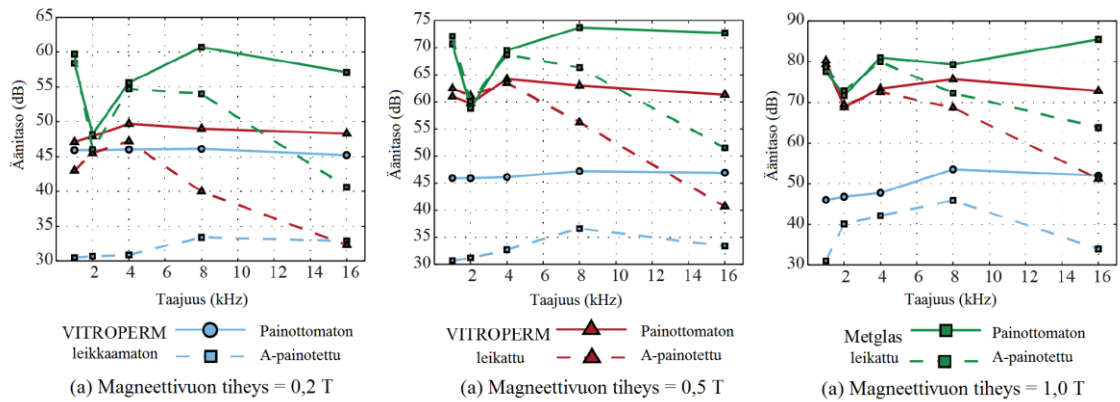 Äänitaso (dB)
65
60
55
50
45
40
35
30
2 4 6 8 10 12 14 16
Taajuus (kHz)
Äänitaso (dB)
75
70
65
60
55
50
45
40
35
30
2 4 6 8 10 12 14 16
Taajuus (kHz)
Äänitaso (dB)
90
80
70
60
50
40
30
2 4 6 8 10 12 14 16
Taajuus (kHz)
VITROPERM
leikkaamaton
Painottomaton
A-painotettu
VITROPERM
leikattu
Painottomaton
A-painotettu
Metglas
leikattu
Painottomaton
A-painotettu
(a) Magneettivuon tiheys = 0,2 T
(a) Magneettivuon tiheys = 0,5 T
(a) Magneettivuon tiheys = 1,0 T